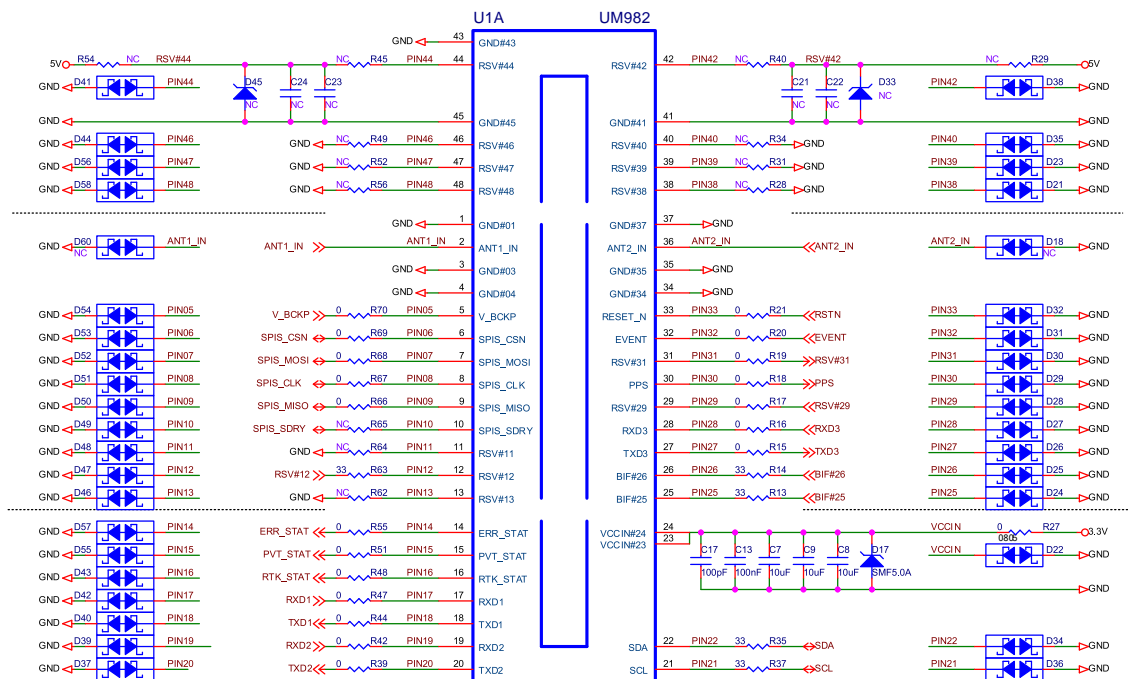 U1A UM982
GND 43 GND#43
5V R54 NC RSV#44 NC R45 PIN44 44 RSV#44 RSV#42 42 PIN42 NC R40 RSV#42 NC R29 5V
GND D41 PIN44 D45 NC C24 NC C23 NC C21 NC C22 NC D33 NC PIN42 D38 GND
GND 45 GND#45 GND#41 41 GND
GND D44 PIN46 GND NC R49 PIN46 46 RSV#46 RSV#40 40 PIN40 NC R34 GND PIN40 D35 GND
GND D56 PIN47 GND NC R52 PIN47 47 RSV#47 RSV#39 39 PIN39 NC R31 GND PIN39 D23 GND
GND D58 PIN48 GND NC R56 PIN48 48 RSV#48 RSV#38 38 PIN38 NC R28 GND PIN38 D21 GND
GND 1 GND#01 GND#37 37 GND
GND D60 NC ANT1_IN ANT1_IN ANT1_IN 2 ANT1_IN ANT2_IN 36 ANT2_IN ANT2_IN ANT2_IN D18 NC GND
GND 3 GND#03 GND#35 35 GND
GND 4 GND#04 GND#34 34 GND
GND D54 PIN05 V_BCKP 0 R70 PIN05 5 V_BCKP RESET_N 33 PIN33 0 R21 RSTN PIN33 D32 GND
GND D53 PIN06 SPIS_CSN 0 R69 PIN06 6 SPIS_CSN EVENT 32 PIN32 0 R20 EVENT PIN32 D31 GND
GND D52 PIN07 SPIS_MOSI 0 R68 PIN07 7 SPIS_MOSI RSV#31 31 PIN31 0 R19 RSV#31 PIN31 D30 GND
GND D51 PIN08 SPIS_CLK 0 R67 PIN08 8 SPIS_CLK PPS 30 PIN30 0 R18 PPS PIN30 D29 GND
GND D50 PIN09 SPIS_MISO 0 R66 PIN09 9 SPIS_MISO RSV#29 29 PIN29 0 R17 RSV#29 PIN29 D28 GND
GND D49 PIN10 SPIS_SDRY NC R65 PIN10 10 SPIS_SDRY RXD3 28 PIN28 0 R16 RXD3 PIN28 D27 GND
GND D48 PIN11 GND NC R64 PIN11 11 RSV#11 TXD3 27 PIN27 0 R15 TXD3 PIN27 D26 GND
GND D47 PIN12 RSV#12 33 R63 PIN12 12 RSV#12 BIF#26 26 PIN26 33 R14 BIF#26 PIN26 D25 GND
GND D46 PIN13 GND NC R62 PIN13 13 RSV#13 BIF#25 25 PIN25 33 R13 BIF#25 PIN25 D24 GND
GND D57 PIN14 ERR_STAT 0 R55 PIN14 14 ERR_STAT VCCIN#24 24 VCCIN 0 0805 R27 3.3V
VCCIN#23 23
GND D55 PIN15 PVT_STAT 0 R51 PIN15 15 PVT_STAT C17 100pF C13 100nF C7 10uF C9 10uF C8 10uF D17 SMF5.0A VCCIN D22 GND
GND D43 PIN16 RTK_STAT 0 R48 PIN16 16 RTK_STAT GND
GND D42 PIN17 RXD1 0 R47 PIN17 17 RXD1
GND D40 PIN18 TXD1 0 R44 PIN18 18 TXD1
GND D39 PIN19 RXD2 0 R42 PIN19 19 RXD2 SDA 22 PIN22 33 R35 SDA PIN22 D34 GND
GND D37 PIN20 TXD2 0 R39 PIN20 20 TXD2 SCL 21 PIN21 33 R37 SCL PIN21 D36 GND